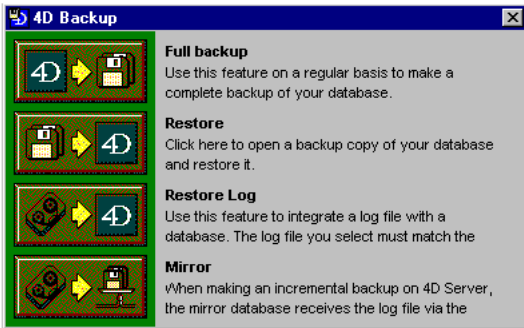 4D Backup
Full backup
Use this feature on a regular basis to make a
complete backup of your database.
4D
Restore
Click here to open a backup copy of your database
and restore it.
4D
Restore Log
Use this feature to integrate a log file with a
database. The log file you select must match the
4D
Mirror
When making an incremental backup on 4D Server,
the mirror database receives the log file via the